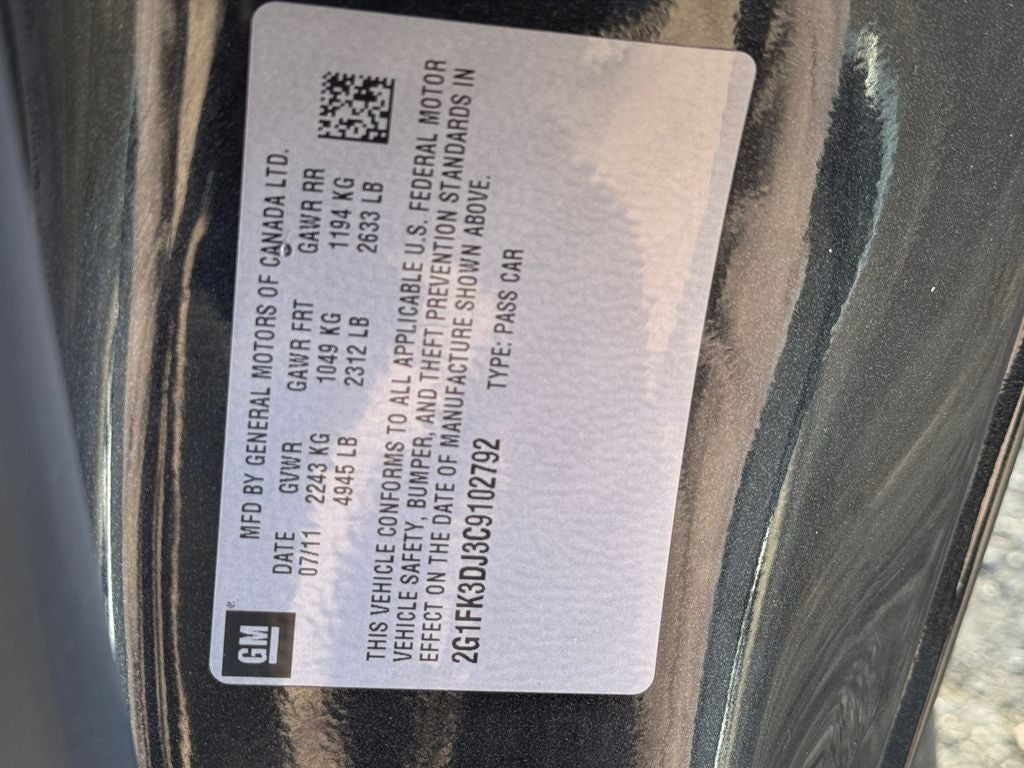 GM ®
MFD BY GENERAL MOTORS OF CANADA LTD.
DATE GVWR GAWR FRT GAWR RR
07/11 2243 KG 1049 KG 1194 KG
4945 LB 2312 LB 2633 LB
THIS VEHICLE CONFORMS TO ALL APPLICABLE U.S. FEDERAL MOTOR
VEHICLE SAFETY, BUMPER, AND THEFT PREVENTION STANDARDS IN
EFFECT ON THE DATE OF MANUFACTURE SHOWN ABOVE.
2G1FK3DJ3C9102792 TYPE: PASS CAR